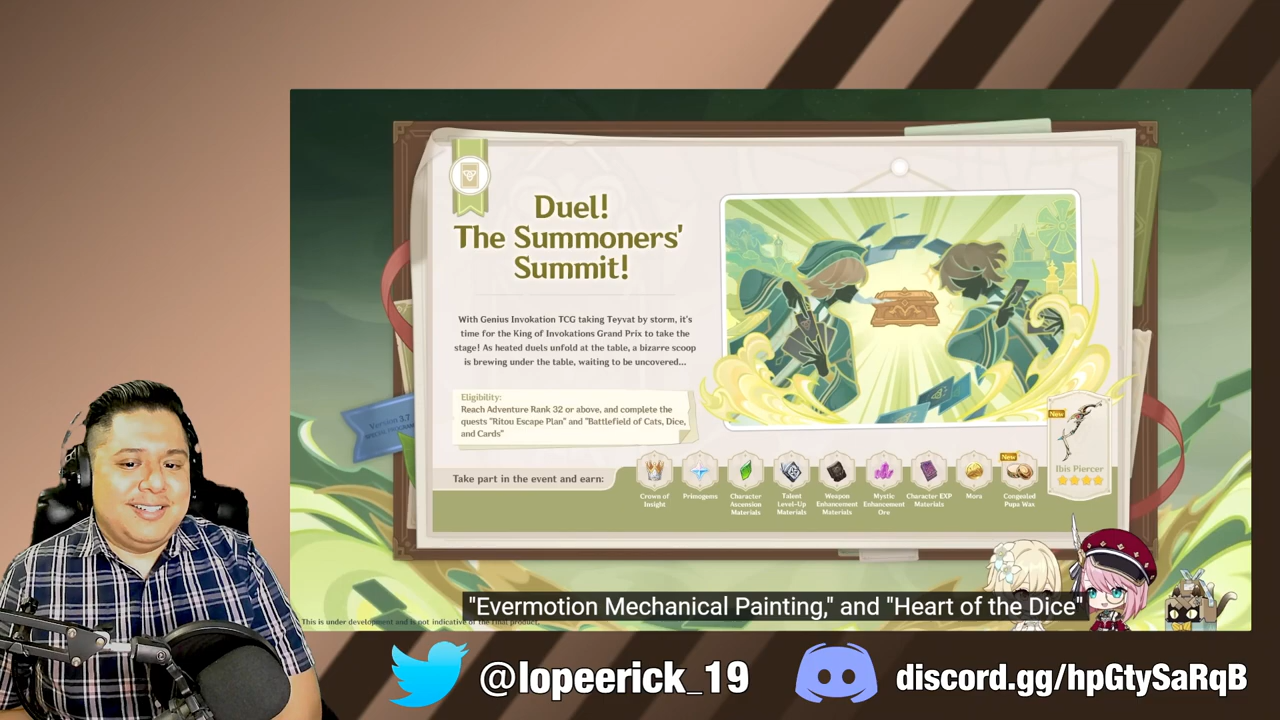 Duel!
The Summoners'
Summit!
With Genius Invokation TCG taking Teyvat by storm, it's
time for the King of Invokations Grand Prix to take the
stage! As heated duels unfold at the table, a bizarre scoop
is brewing under the table, waiting to be uncovered...
Eligibility:
Reach Adventure Rank 32 or above, and complete the
quests "Ritou Escape Plan" and "Battlefield of Cats, Dice,
and Cards"
Version 3.7
SPECIAL PROGRAM
Take part in the event and earn:
Crown of
Insight
Primogems
Character
Ascension
Materials
Talent
Level-Up
Materials
Weapon
Enhancement
Materials
Mystic
Enhancement
Ore
Character EXP
Materials
Mora
New
Congealed
Pupa Wax
New
Ibis Piercer
"Evermotion Mechanical Painting," and "Heart of the Dice"
This is under development and is not indicative of the final product.
@lopeerick_19
discord.gg/hpGtySaRqB